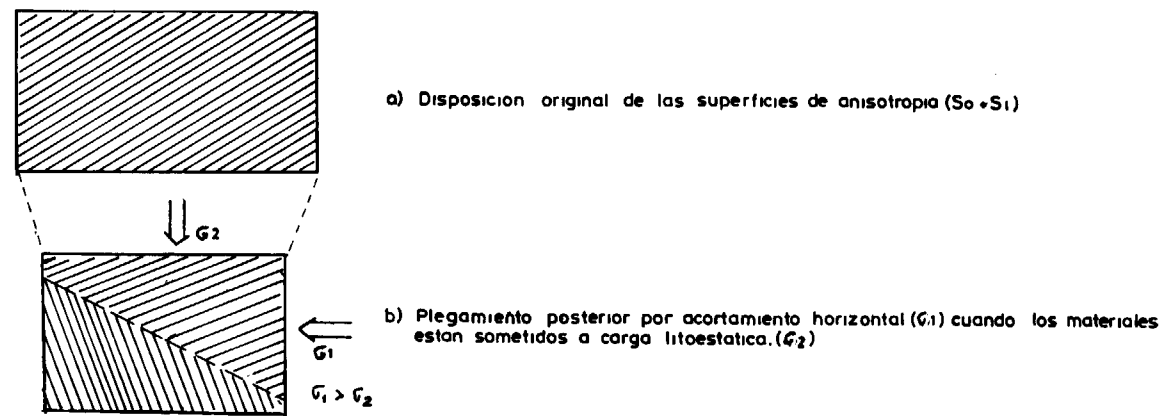 a) Disposicion original de las superficies de anisotropia (So+S1)
σ2
σ1
σ1 > σ2
b) Plegamiento posterior por acortamiento horizontal (σ1) cuando los materiales
estan sometidos a carga litoestatica. (σ2)